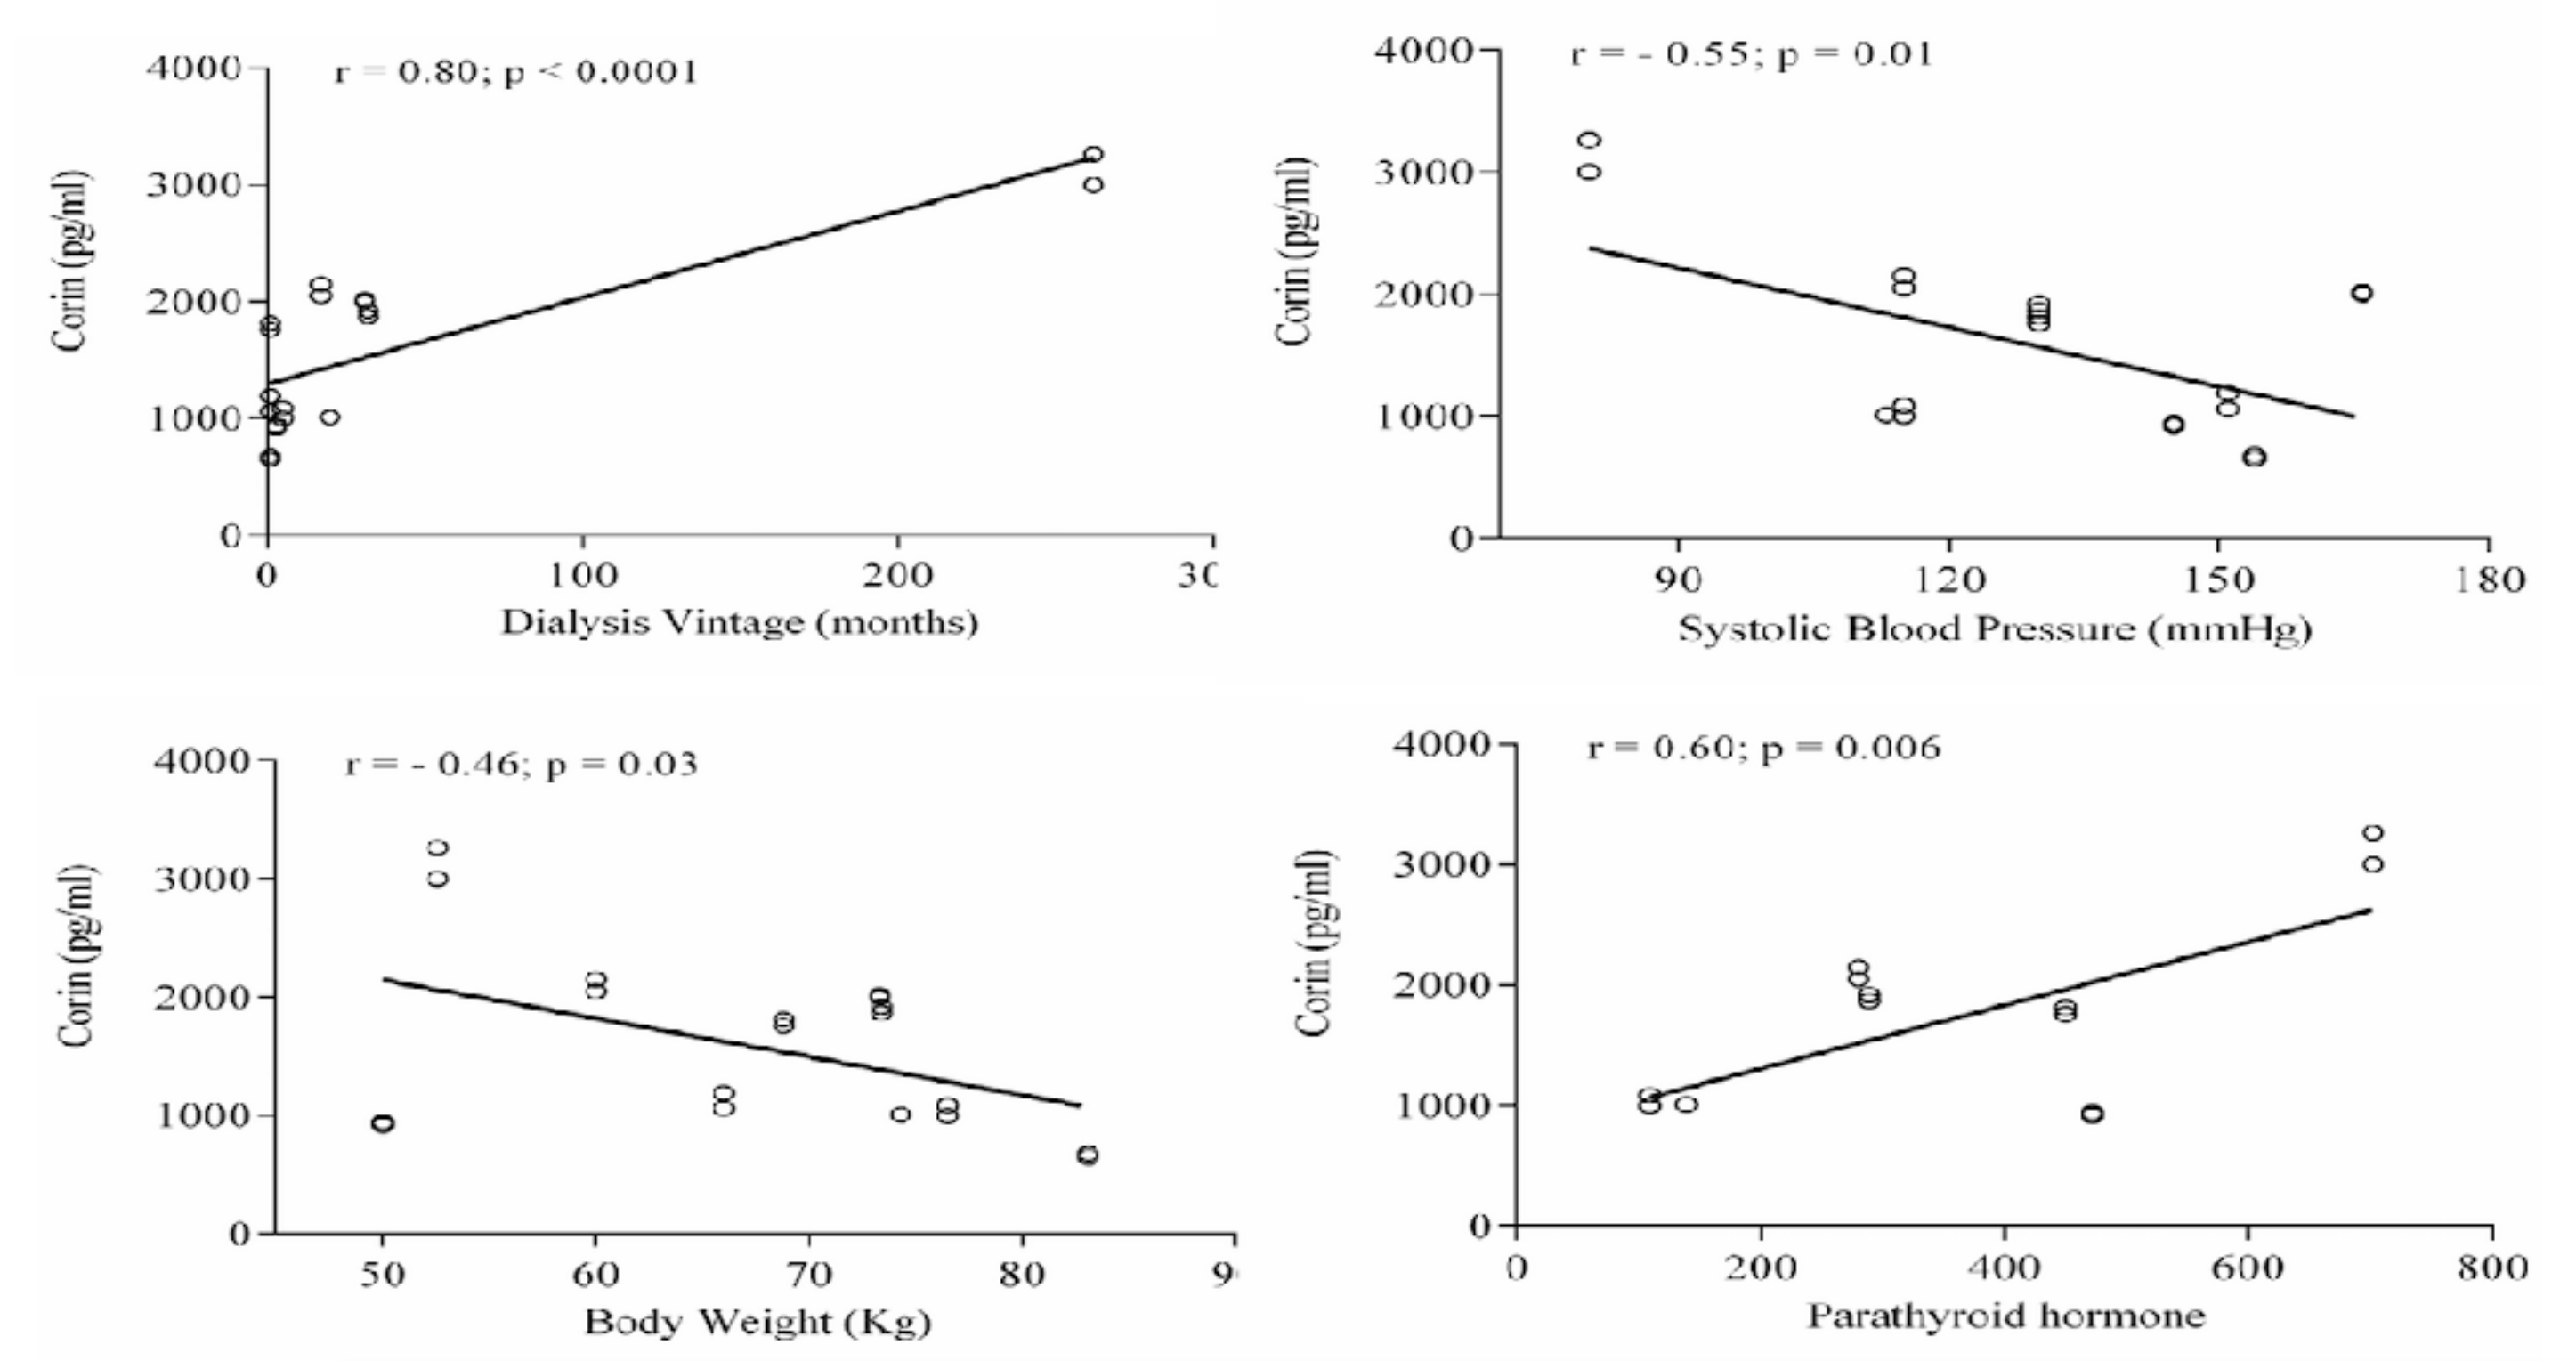 r = 0.80; p < 0.0001
Corin (pg/ml)
4000
3000
2000
1000
0
0 100 200 30
Dialysis Vintage (months)
r = - 0.55; p = 0.01
Corin (pg/ml)
4000
3000
2000
1000
0
90 120 150 180
Systolic Blood Pressure (mmHg)
r = - 0.46; p = 0.03
Corin (pg/ml)
4000
3000
2000
1000
0
50 60 70 80 9
Body Weight (Kg)
r = 0.60; p = 0.006
Corin (pg/ml)
4000
3000
2000
1000
0
0 200 400 600 800
Parathyroid hormone